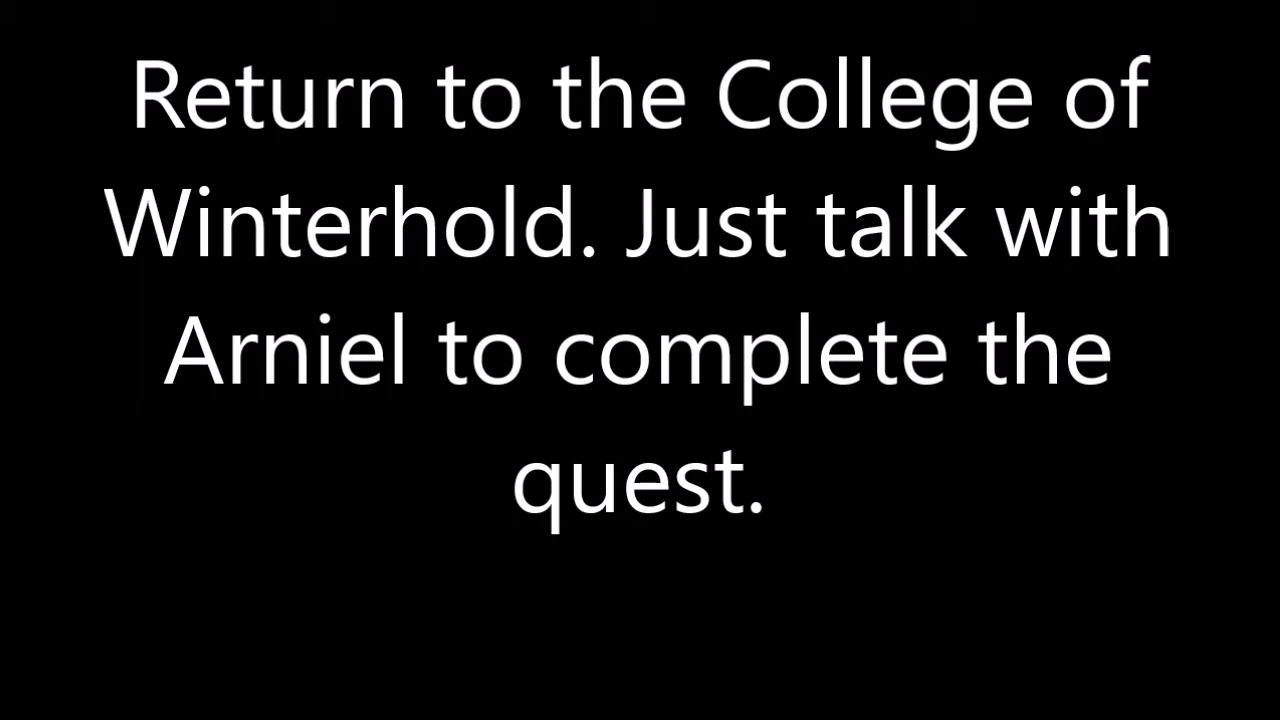 Return to the College of
Winterhold. Just talk with
Arniel to complete the
quest.